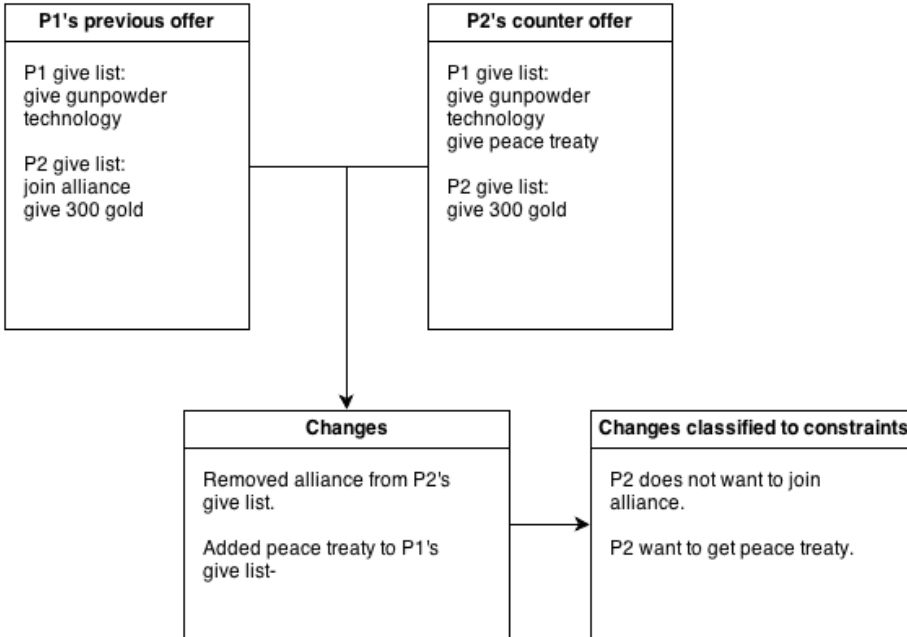 P1's previous offer
P1 give list:
give gunpowder
technology
P2 give list:
join alliance
give 300 gold
P2's counter offer
P1 give list:
give gunpowder
technology
give peace treaty
P2 give list:
give 300 gold
Changes
Removed alliance from P2's
give list.
Added peace treaty to P1's
give list-
Changes classified to constraints
P2 does not want to join
alliance.
P2 want to get peace treaty.